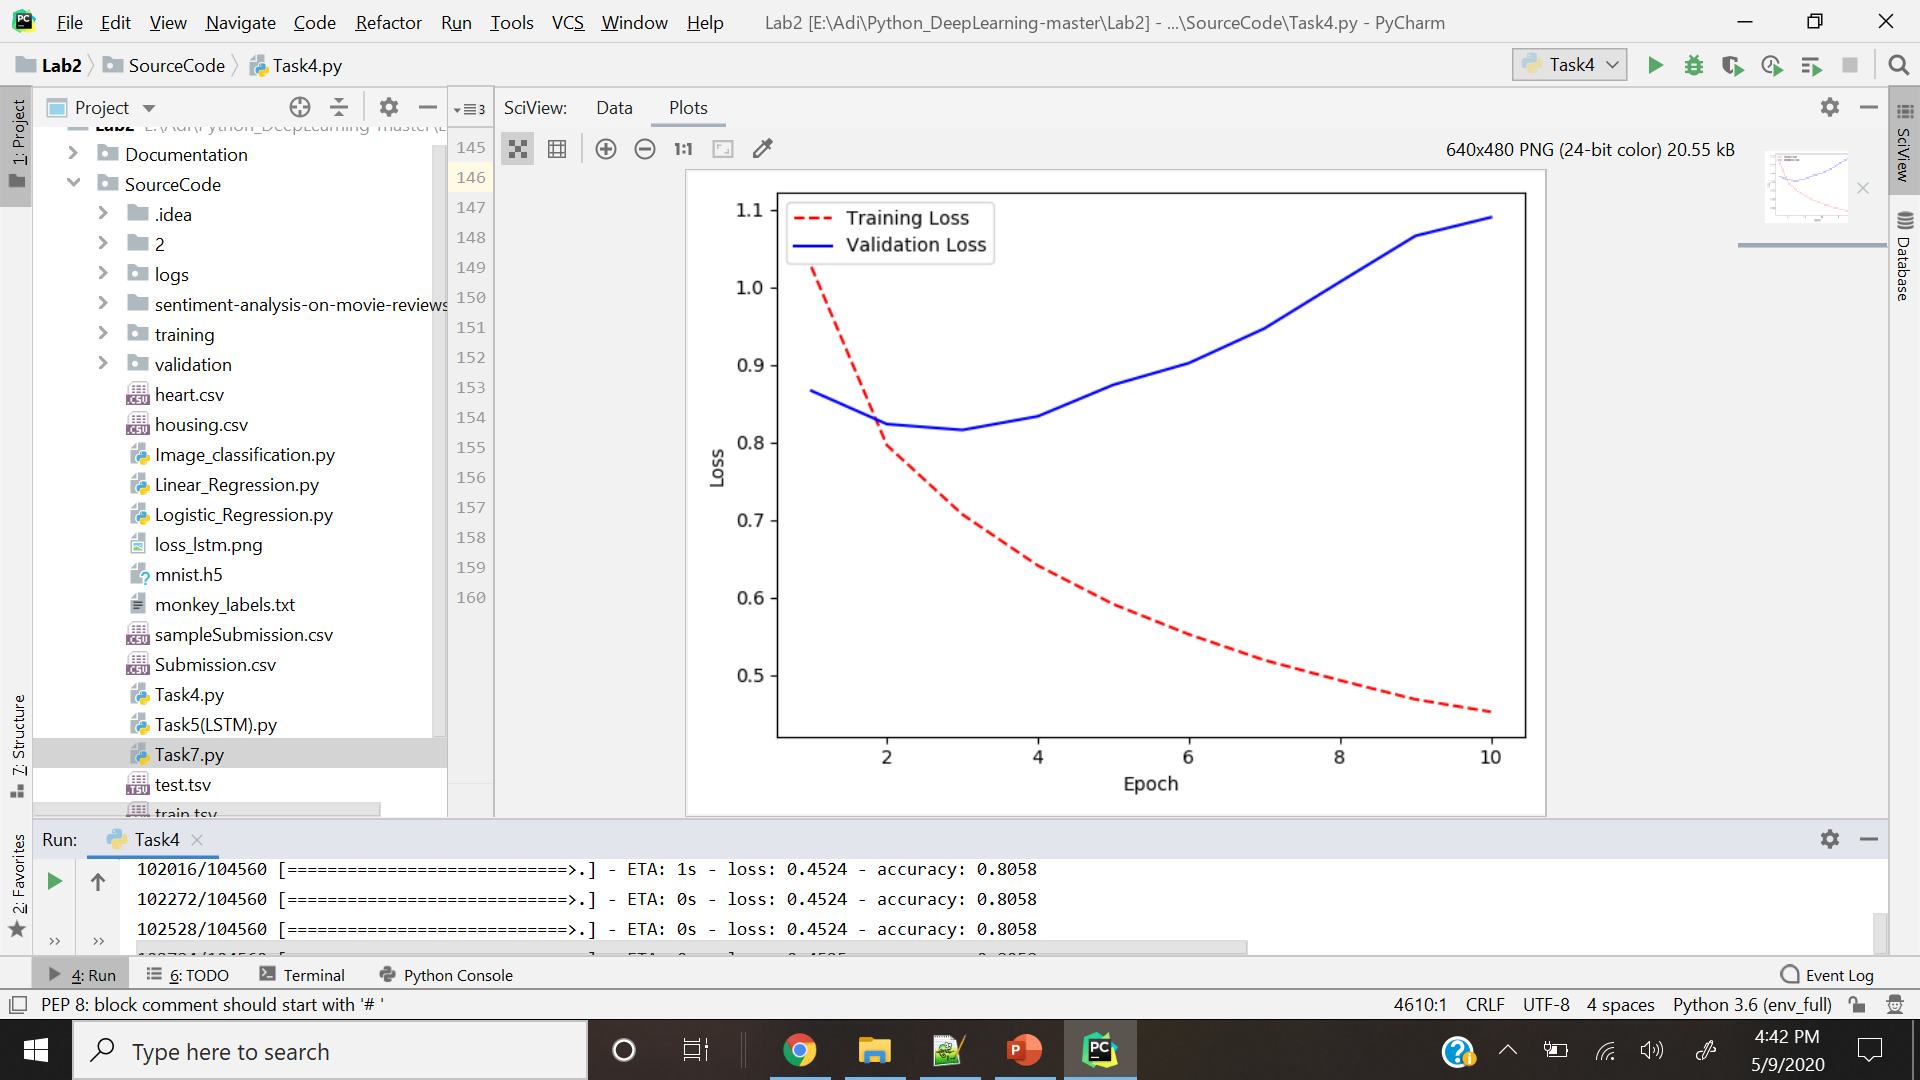 File Edit View Navigate Code Refactor Run Tools VCS Window Help Lab2 [E:\Adi\Python_DeepLearning-master\Lab2] - ...\SourceCode\Task4.py - PyCharm
Lab2 SourceCode Task4.py Task4
1: Project
Project
3
SciView: Data Plots
Lab2 E:\Adi\Python_DeepLearning-master\L
Documentation
SourceCode
.idea
2
logs
sentiment-analysis-on-movie-reviews
training
validation
heart.csv
housing.csv
Image_classification.py
Linear_Regression.py
Logistic_Regression.py
loss_lstm.png
mnist.h5
monkey_labels.txt
sampleSubmission.csv
Submission.csv
Task4.py
Task5(LSTM).py
Task7.py
test.tsv
train.tsv
145
146
147
148
149
150
151
152
153
154
155
156
157
158
159
160
1:1
640x480 PNG (24-bit color) 20.55 kB
Training Loss
Validation Loss
1.1
1.0
0.9
0.8
0.7
0.6
0.5
Loss
2 4 6 8 10
Epoch
SciView
Database
7: Structure
2: Favorites
Run: Task4
102016/104560 [============================>.] - ETA: 1s - loss: 0.4524 - accuracy: 0.8058
102272/104560 [============================>.] - ETA: 0s - loss: 0.4524 - accuracy: 0.8058
102528/104560 [============================>.] - ETA: 0s - loss: 0.4524 - accuracy: 0.8058
4: Run 6: TODO Terminal Python Console Event Log
PEP 8: block comment should start with '# ' 4610:1 CRLF UTF-8 4 spaces Python 3.6 (env_full)
Type here to search
4:42 PM
5/9/2020